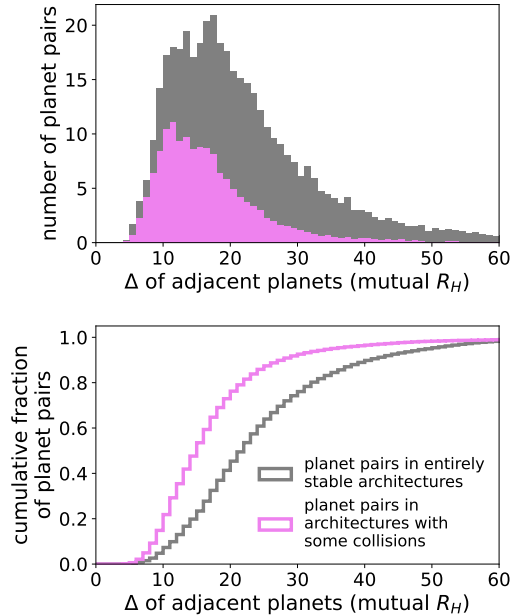 number of planet pairs
20
15
10
5
0
0 10 20 30 40 50 60
Δ of adjacent planets (mutual R_H)
cumulative fraction
of planet pairs
1.0
0.8
0.6
0.4
0.2
0.0
planet pairs in entirely
stable architectures
planet pairs in
architectures with
some collisions
0 10 20 30 40 50 60
Δ of adjacent planets (mutual R_H)